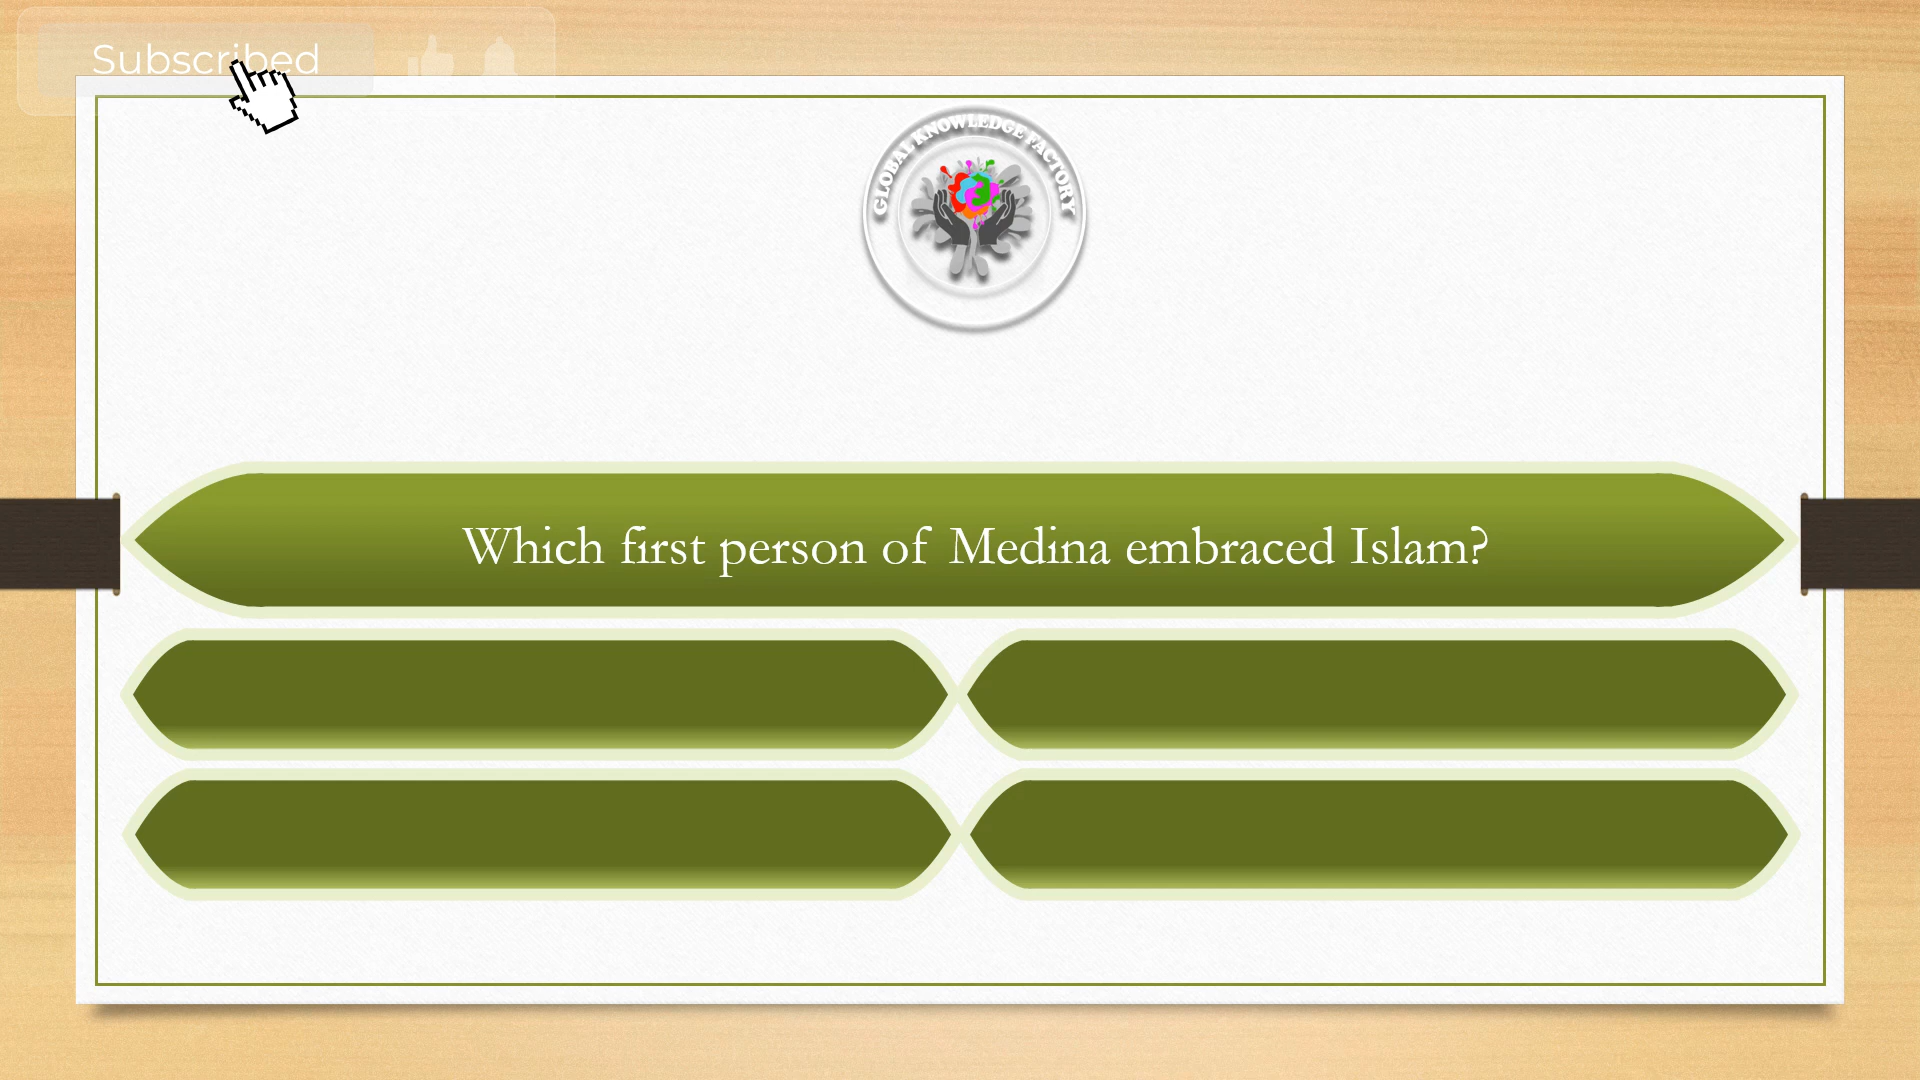 Subscribed
GLOBAL KNOWLEDGE FACTORY
Which first person of Medina embraced Islam?